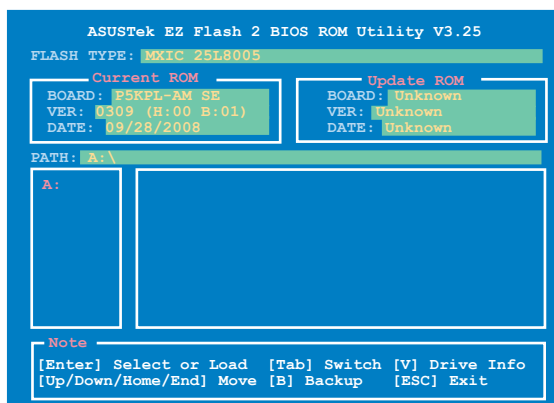 ASUSTek EZ Flash 2 BIOS ROM Utility V3.25
FLASH TYPE: MXIC 25L8005
Current ROM
BOARD: P5KPL-AM SE
VER: 0309 (H:00 B:01)
DATE: 09/28/2008
Update ROM
BOARD: Unknown
VER: Unknown
DATE: Unknown
PATH: A:\
A:
Note
[Enter] Select or Load [Tab] Switch [V] Drive Info
[Up/Down/Home/End] Move [B] Backup [ESC] Exit